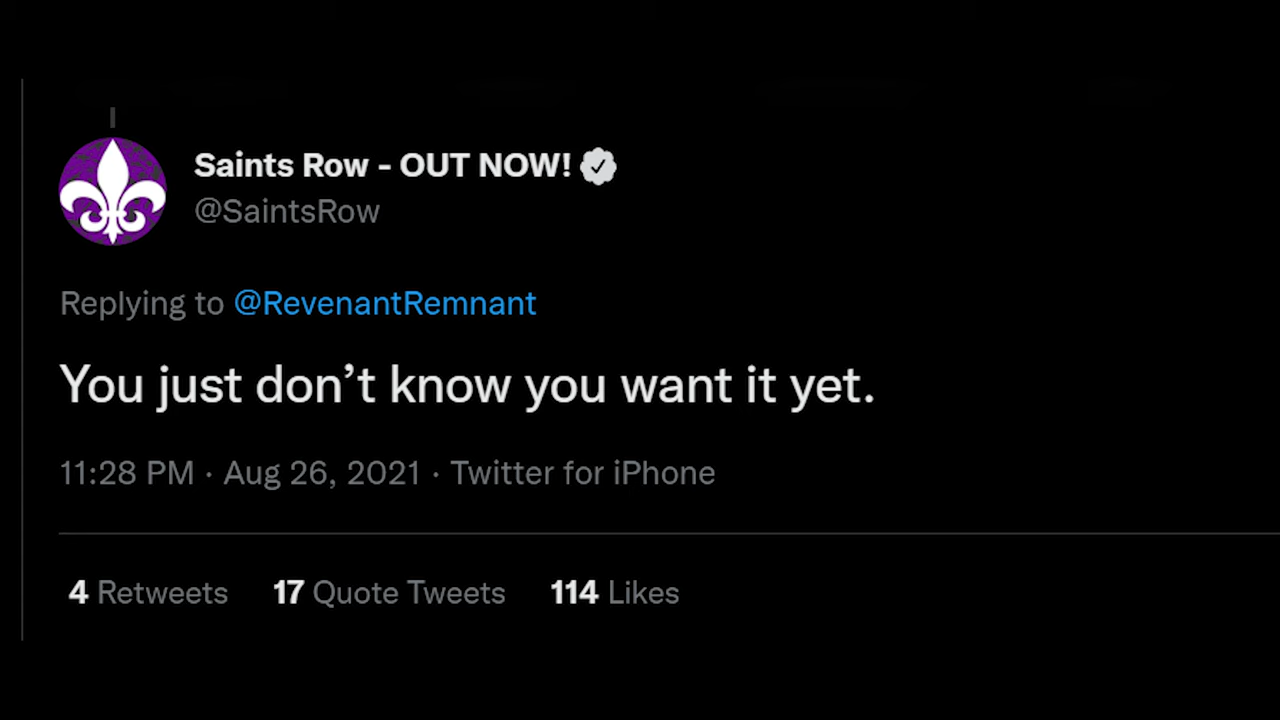 Saints Row - OUT NOW!
@SaintsRow
Replying to @RevenantRemnant
You just don’t know you want it yet.
11:28 PM · Aug 26, 2021 · Twitter for iPhone
4 Retweets 17 Quote Tweets 114 Likes